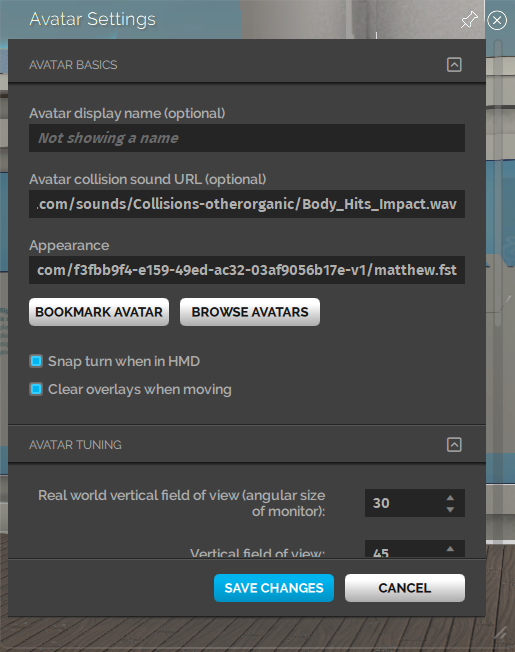 Avatar Settings
AVATAR BASICS
Avatar display name (optional)
Not showing a name
Avatar collision sound URL (optional)
.com/sounds/Collisions-otherorganic/Body_Hits_Impact.wav
Appearance
com/f3fbb9f4-e159-49ed-ac32-03af9056b17e-v1/matthew.fst
BOOKMARK AVATAR BROWSE AVATARS
Snap turn when in HMD
Clear overlays when moving
AVATAR TUNING
Real world vertical field of view (angular size
of monitor): 30
Vertical field of view: 45
SAVE CHANGES CANCEL